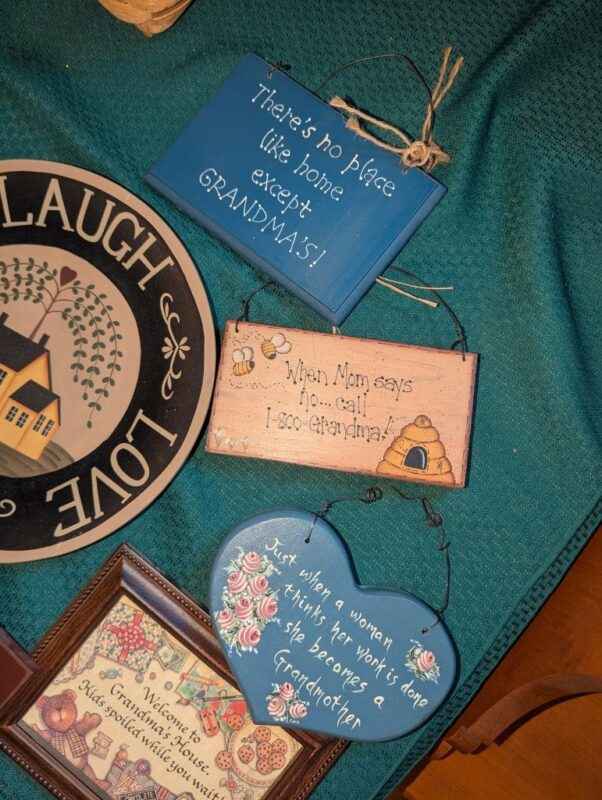 There's no place
like home
except
GRANDMA'S!
LAUGH
LOVE
When Mom says
no...call
1-800-Grandma!
Just when a woman
thinks her work is done
she becomes a
Grandmother
Welcome to
Grandma's House.
Kids spoiled while you wait!